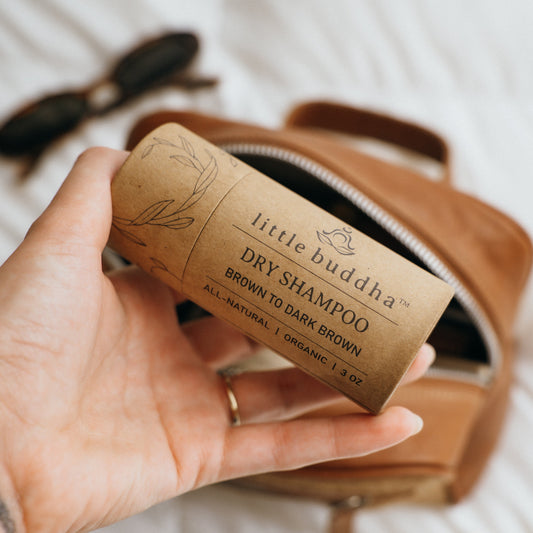 little buddha™
DRY SHAMPOO
BROWN TO DARK BROWN
ALL-NATURAL | ORGANIC | 3 OZ